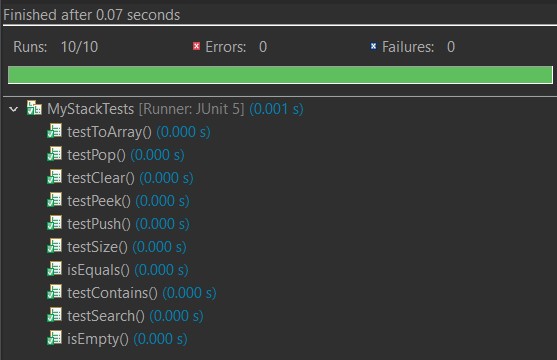 Finished after 0.07 seconds
Runs: 10/10 Errors: 0 Failures: 0
MyStackTests [Runner: JUnit 5] (0.001 s)
testToArray() (0.000 s)
testPop() (0.000 s)
testClear() (0.000 s)
testPeek() (0.000 s)
testPush() (0.000 s)
testSize() (0.000 s)
isEquals() (0.000 s)
testContains() (0.000 s)
testSearch() (0.000 s)
isEmpty() (0.000 s)